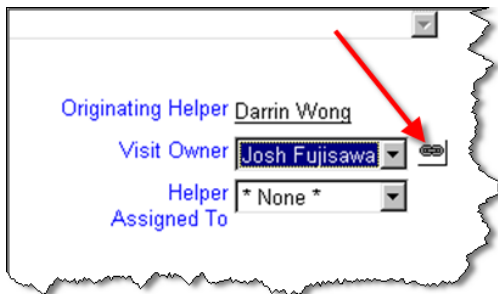 Originating Helper Darrin Wong
Visit Owner Josh Fujisawa
Helper * None *
Assigned To